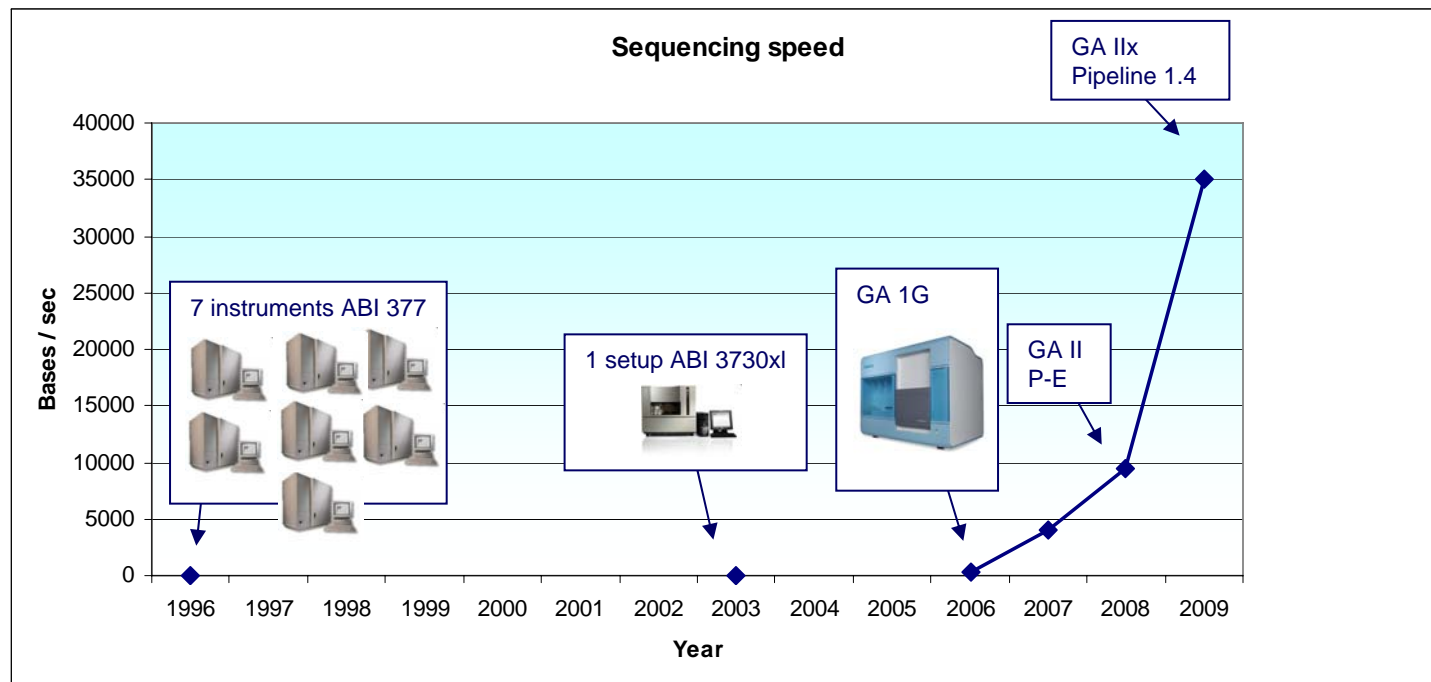 Sequencing speed
GA IIx
Pipeline 1.4
40000
35000
30000
25000
20000
15000
10000
5000
0
Bases / sec
7 instruments ABI 377
1 setup ABI 3730xl
GA 1G
GA II
P-E
1996 1997 1998 1999 2000 2001 2002 2003 2004 2005 2006 2007 2008 2009
Year